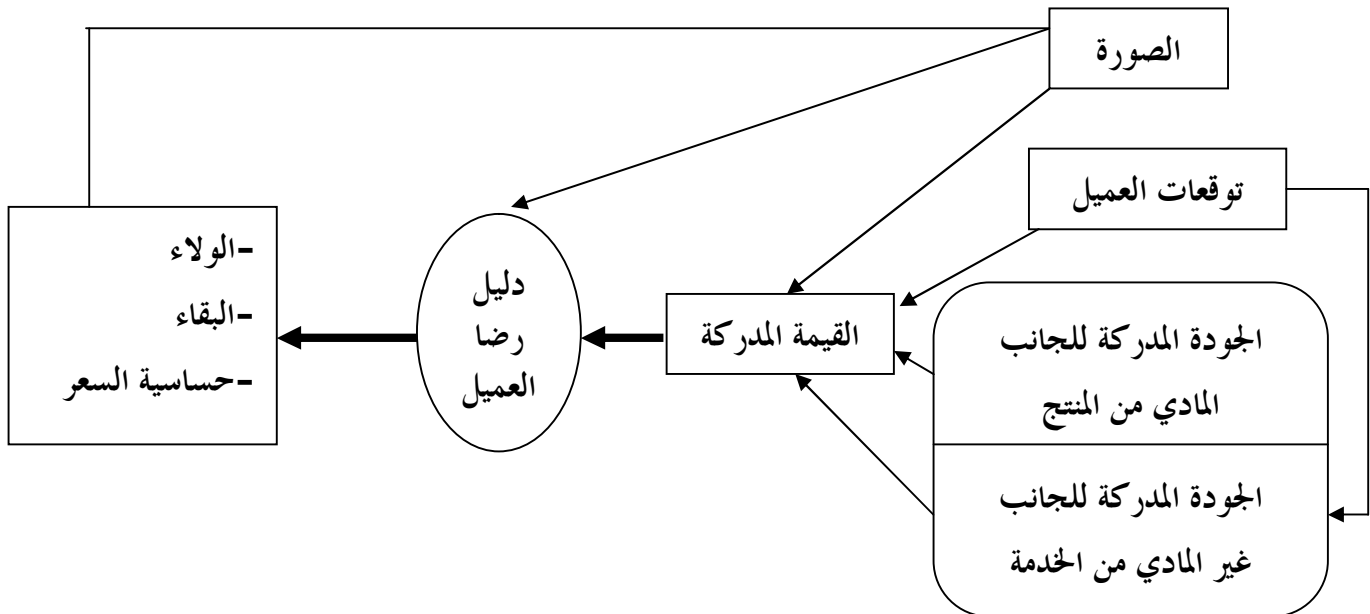 الصورة
توقعات العميل
الجودة المدركة للجانب
المادي من المنتج
الجودة المدركة للجانب
غير المادي من الخدمة
القيمة المدركة
دليل
رضا
العميل
-الولاء
-البقاء
-حساسية السعر